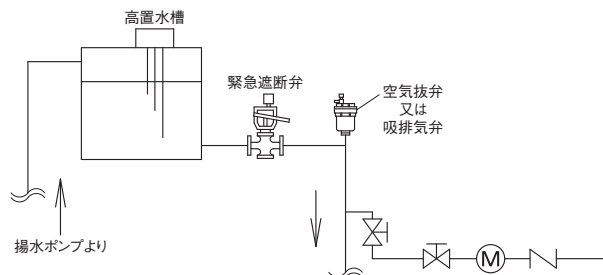 高置水槽
緊急遮断弁
空気抜弁
又は
吸排気弁
揚水ポンプより
M